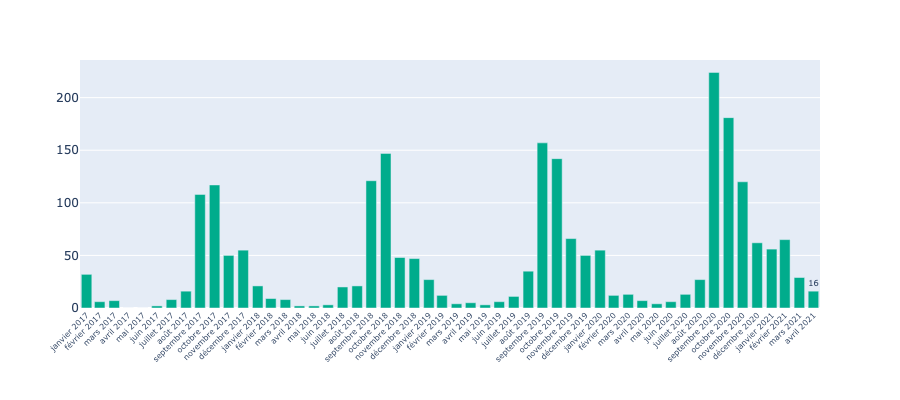 200
150
100
50
0
16
janvier 2017
février 2017
mars 2017
avril 2017
mai 2017
juin 2017
juillet 2017
août 2017
septembre 2017
octobre 2017
novembre 2017
décembre 2017
janvier 2018
février 2018
mars 2018
avril 2018
mai 2018
juin 2018
juillet 2018
août 2018
septembre 2018
octobre 2018
novembre 2018
décembre 2018
janvier 2019
février 2019
mars 2019
avril 2019
mai 2019
juin 2019
juillet 2019
août 2019
septembre 2019
octobre 2019
novembre 2019
décembre 2019
janvier 2020
février 2020
mars 2020
avril 2020
mai 2020
juin 2020
juillet 2020
août 2020
septembre 2020
octobre 2020
novembre 2020
décembre 2020
janvier 2021
février 2021
mars 2021
avril 2021